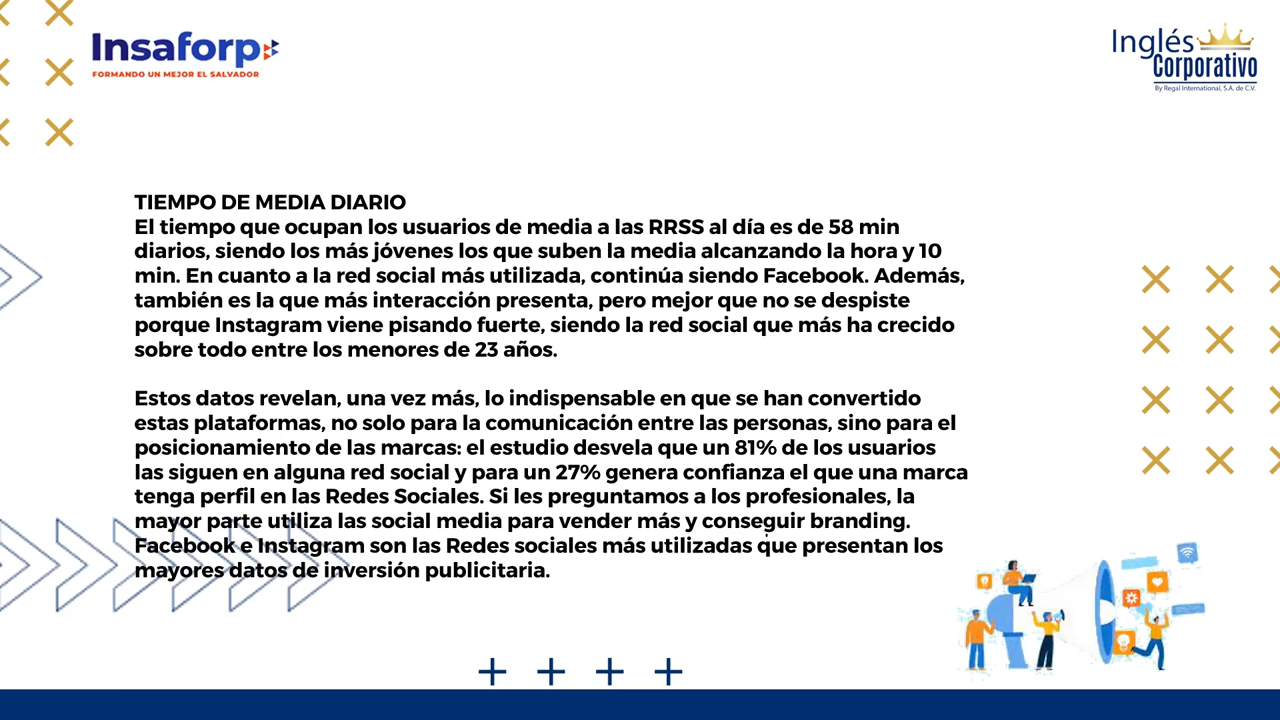 Insaforp
FORMANDO UN MEJOR EL SALVADOR
Inglés
Corporativo
By Regal International, S.A. de C.V.
TIEMPO DE MEDIA DIARIO
El tiempo que ocupan los usuarios de media a las RRSS al día es de 58 min
diarios, siendo los más jóvenes los que suben la media alcanzando la hora y 10
min. En cuanto a la red social más utilizada, continúa siendo Facebook. Además,
también es la que más interacción presenta, pero mejor que no se despiste
porque Instagram viene pisando fuerte, siendo la red social que más ha crecido
sobre todo entre los menores de 23 años.
Estos datos revelan, una vez más, lo indispensable en que se han convertido
estas plataformas, no solo para la comunicación entre las personas, sino para el
posicionamiento de las marcas: el estudio desvela que un 81% de los usuarios
las siguen en alguna red social y para un 27% genera confianza el que una marca
tenga perfil en las Redes Sociales. Si les preguntamos a los profesionales, la
mayor parte utiliza las social media para vender más y conseguir branding.
Facebook e Instagram son las Redes sociales más utilizadas que presentan los
mayores datos de inversión publicitaria.